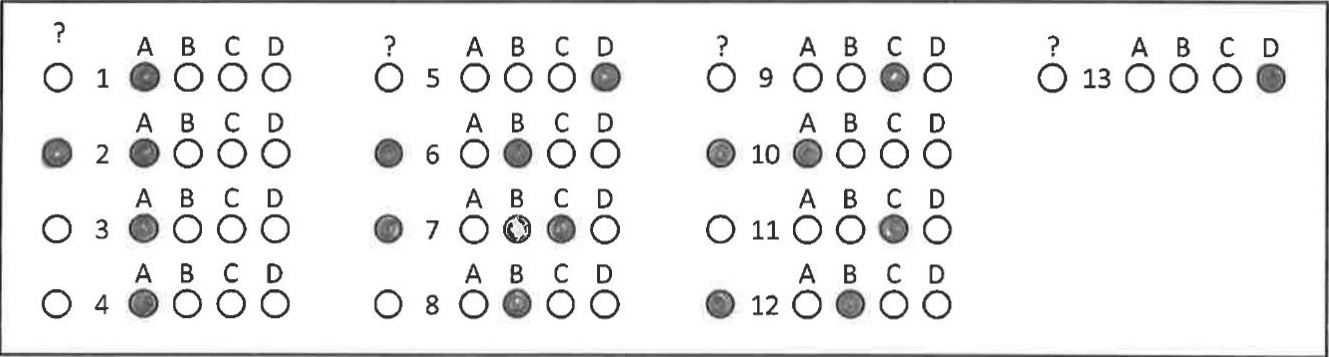 ? A B C D ? A B C D ? A B C D ? A B C D
1 5 9 13
A B C D A B C D A B C D
2 6 10
A B C D A B C D A B C D
3 7 11
A B C D A B C D A B C D
4 8 12